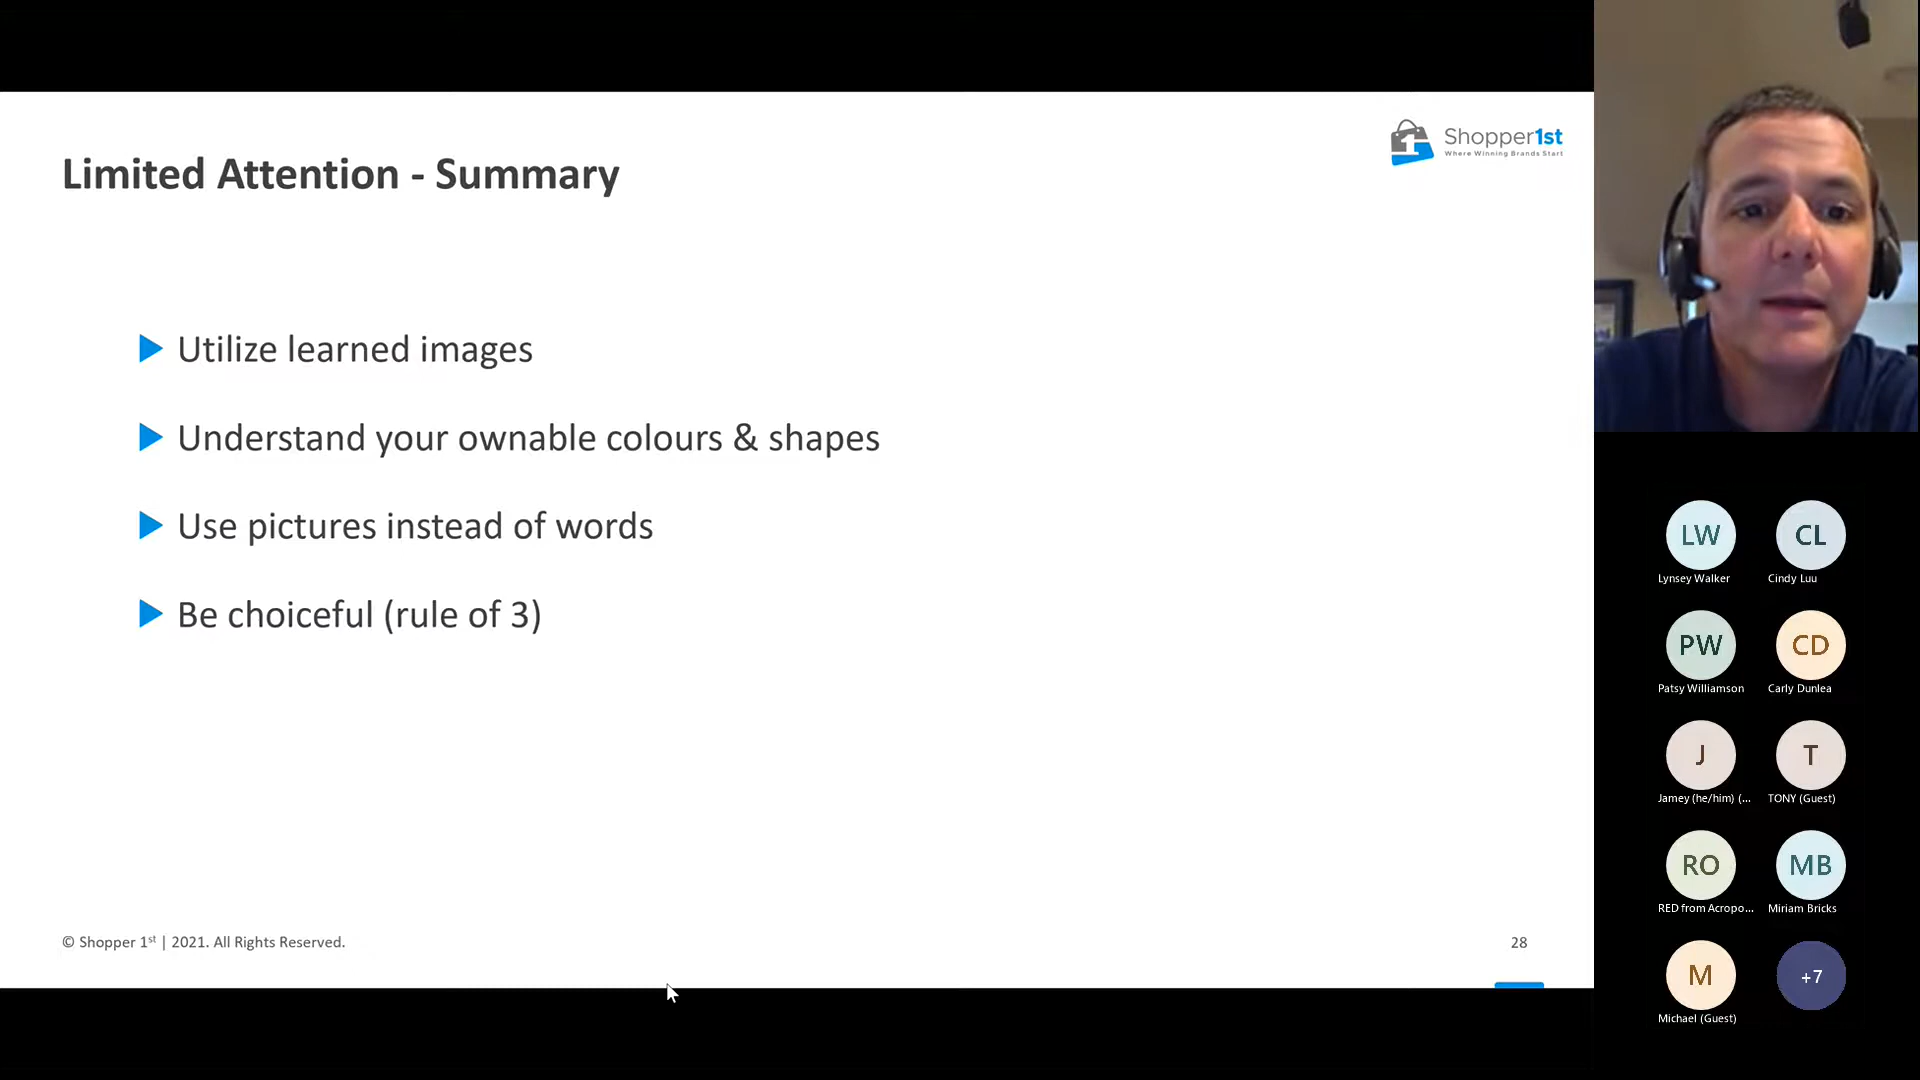 Shopper1st
Where Winning Brands Start
Limited Attention - Summary
Utilize learned images
Understand your ownable colours & shapes
Use pictures instead of words
Be choiceful (rule of 3)
© Shopper 1st | 2021. All Rights Reserved.
28
LW
CL
Lynsey Walker
Cindy Luu
PW
CD
Patsy Williamson
Carly Dunlea
J
T
Jamey (he/him) (...
TONY (Guest)
RO
MB
RED from Acropo...
Miriam Bricks
M
+7
Michael (Guest)